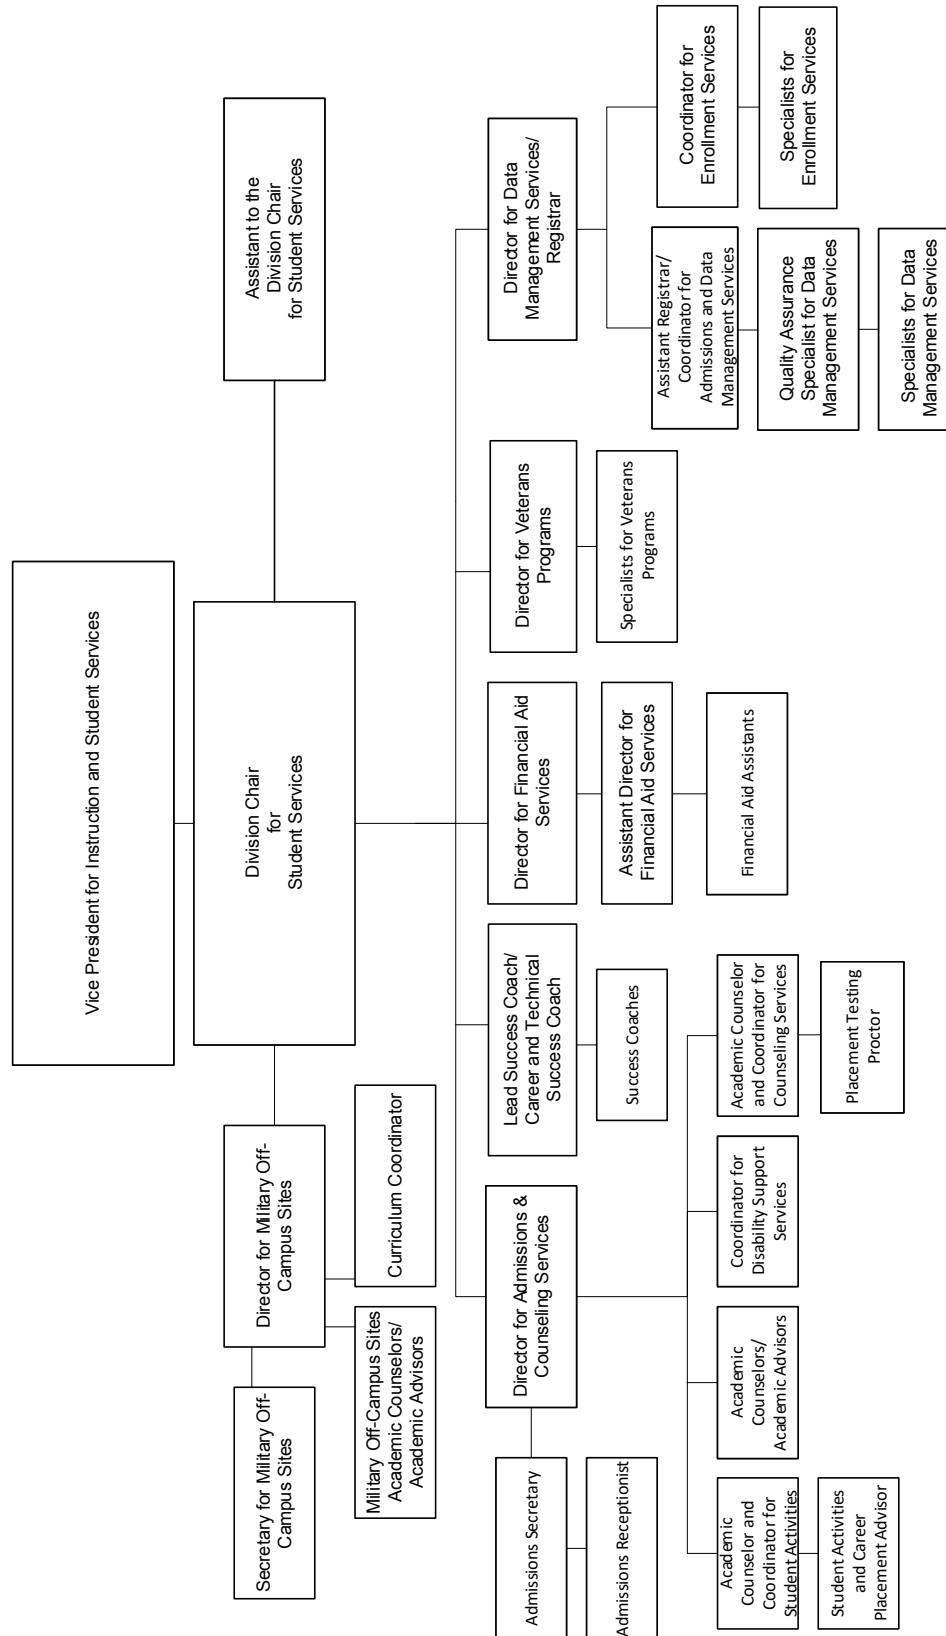 Vice President for Instruction and Student Services
Division Chair
for
Student Services
Assistant to the
Division Chair
for Student Services
Director for Military Off-
Campus Sites
Secretary for Military Off-
Campus Sites
Military Off-Campus Sites
Academic Counselors/
Academic Advisors
Curriculum Coordinator
Director for Admissions &
Counseling Services
Lead Success Coach/
Career and Technical
Success Coach
Director for Financial Aid
Services
Director for Veterans
Programs
Director for Data
Management Services/
Registrar
Admissions Secretary
Admissions Receptionist
Success Coaches
Assistant Director for
Financial Aid Services
Financial Aid Assistants
Specialists for Veterans
Programs
Assistant Registrar/
Coordinator for
Admissions and Data
Management Services
Quality Assurance
Specialist for Data
Management Services
Specialists for Data
Management Services
Coordinator for
Enrollment Services
Specialists for
Enrollment Services
Academic
Counselor and
Coordinator for
Student Activities
Student Activities
and Career
Placement Advisor
Academic
Counselors/
Academic Advisors
Coordinator for
Disability Support
Services
Academic Counselor
and Coordinator for
Counseling Services
Placement Testing
Proctor